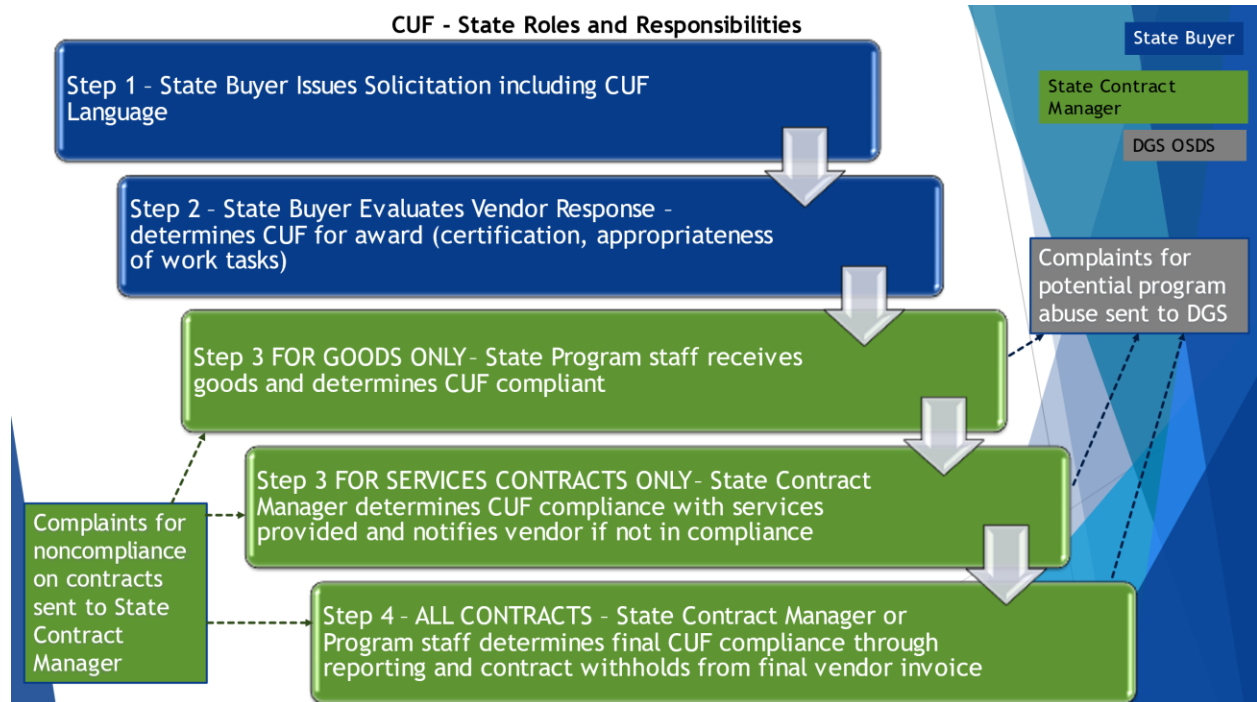 CUF - State Roles and Responsibilities
State Buyer
State Contract
Manager
DGS OSDS
Step 1 – State Buyer Issues Solicitation including CUF
Language
Step 2 – State Buyer Evaluates Vendor Response –
determines CUF for award (certification, appropriateness
of work tasks)
Complaints for
potential program
abuse sent to DGS
Step 3 FOR GOODS ONLY– State Program staff receives
goods and determines CUF compliant
Step 3 FOR SERVICES CONTRACTS ONLY– State Contract
Manager determines CUF compliance with services
provided and notifies vendor if not in compliance
Complaints for
noncompliance
on contracts
sent to State
Contract
Manager
Step 4 – ALL CONTRACTS – State Contract Manager or
Program staff determines final CUF compliance through
reporting and contract withholds from final vendor invoice